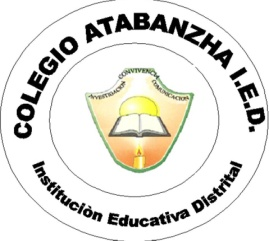 COLEGIO ATABANZHA I.E.D.
INVESTIGACION CONVIVENCIA COMUNICACION
Instituciòn Educativa Distrital